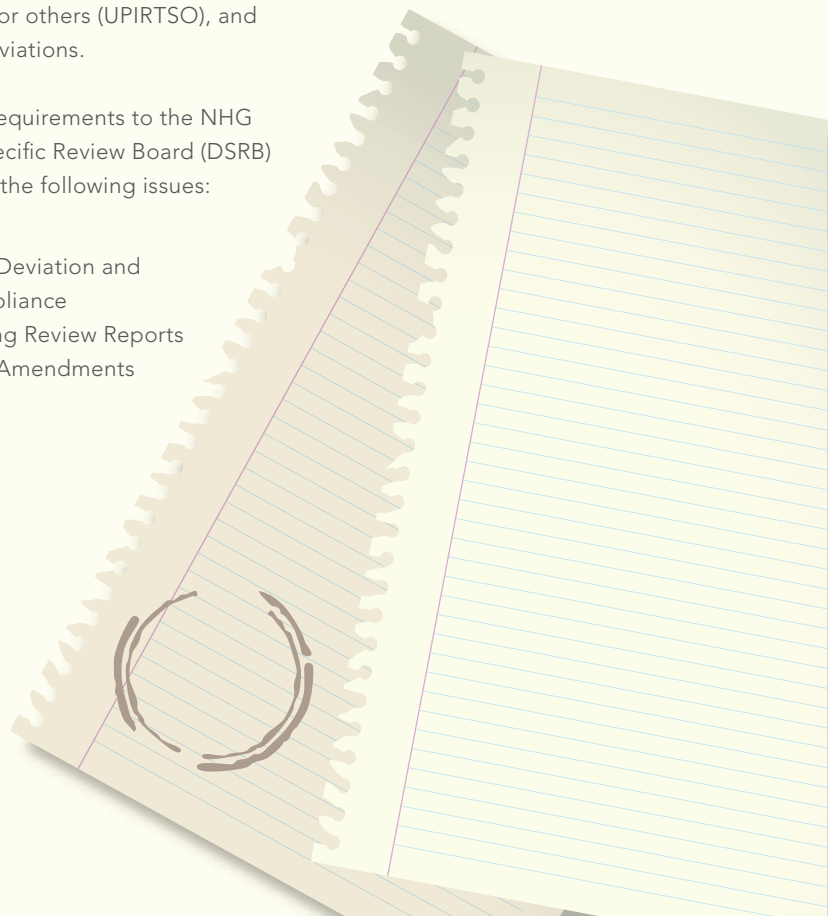 or others (UPIRTSO), and
viations.
equirements to the NHG
ecific Review Board (DSRB)
the following issues:
Deviation and
pliance
ng Review Reports
Amendments